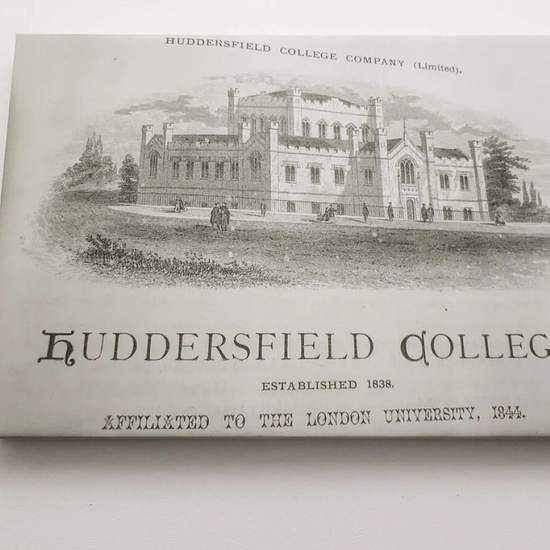 HUDDERSFIELD COLLEGE COMPANY (Limited).
HUDDERSFIELD COLLEG
ESTABLISHED 1838.
AFFILIATED TO THE LONDON UNIVERSITY, 1844.